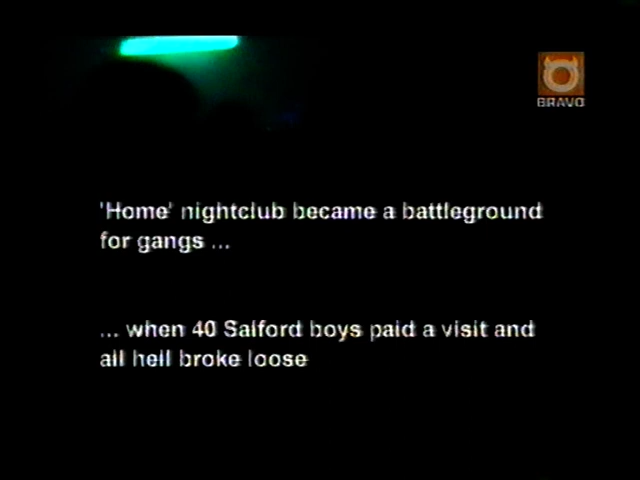 BRAVO
'Home' nightclub became a battleground
for gangs ...
... when 40 Salford boys paid a visit and
all hell broke loose